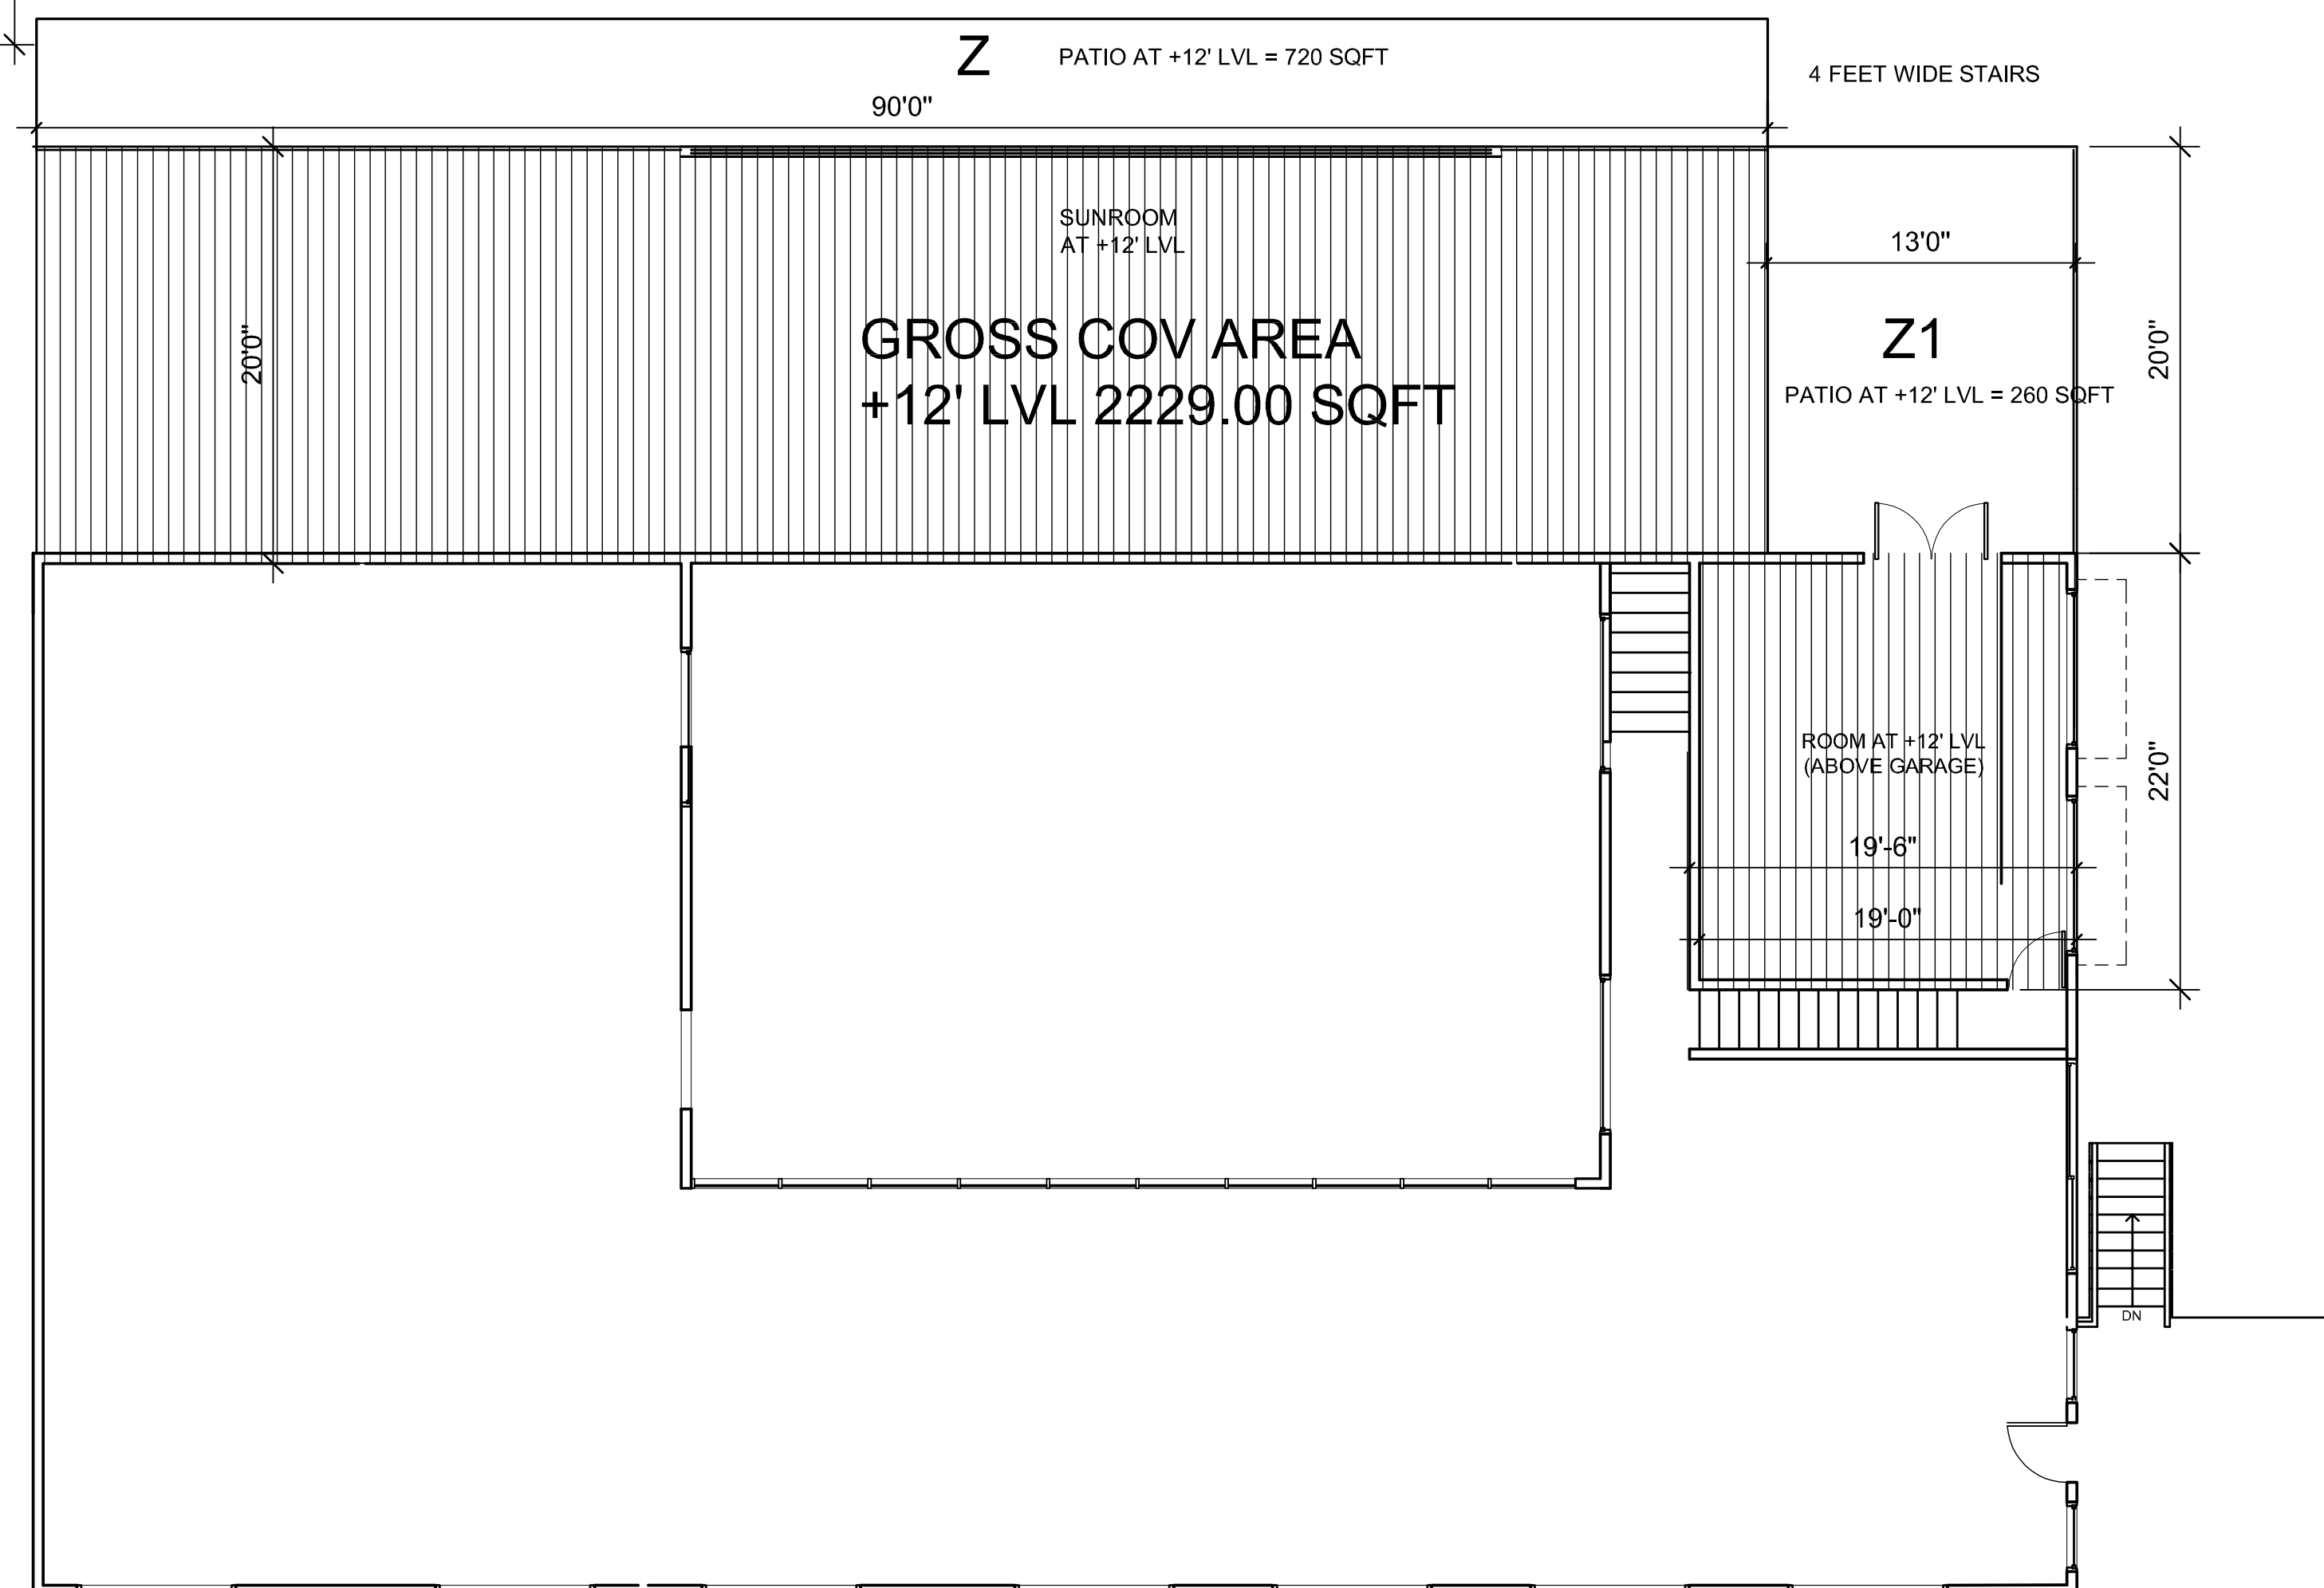 Z
PATIO AT +12' LVL = 720 SQFT
4 FEET WIDE STAIRS
90'0"
SUNROOM
AT +12' LVL
13'0"
GROSS COV AREA
+12' LVL 2229.00 SQFT
20'0"
Z1
20'0"
PATIO AT +12' LVL = 260 SQFT
ROOM AT +12' LVL
(ABOVE GARAGE)
22'0"
19'-6"
19'-0"
DN